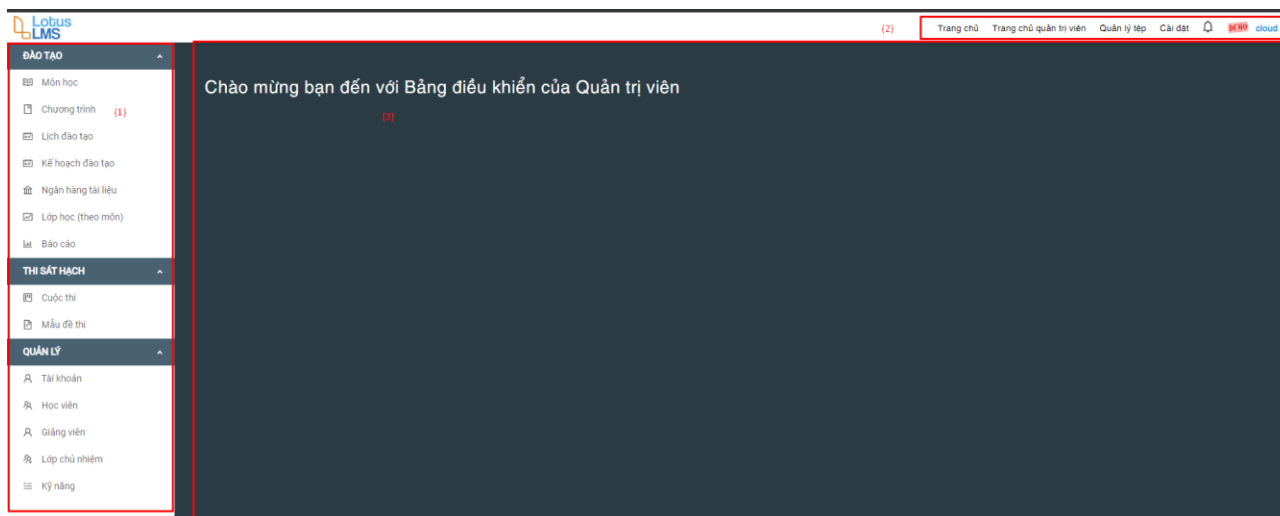 Lotus
LMS
(2)
Trang chủ Trang chủ quản trị viên Quản lý tệp Cài đặt DEMO cloud
ĐÀO TẠO
Môn học
Chương trình (1)
Lịch đào tạo
Kế hoạch đào tạo
Ngân hàng tài liệu
Lớp học (theo môn)
Báo cáo
THI SÁT HẠCH
Cuộc thi
Mẫu đề thi
QUẢN LÝ
Tài khoản
Học viên
Giảng viên
Lớp chủ nhiệm
Kỹ năng
Chào mừng bạn đến với Bảng điều khiển của Quản trị viên
(3)